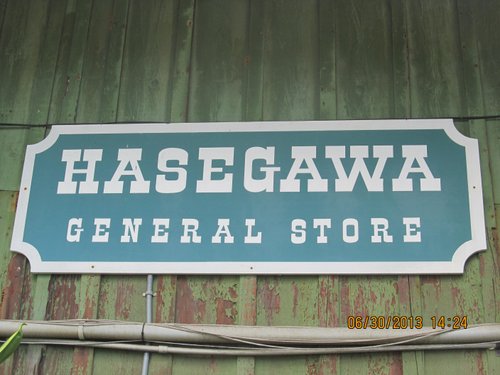 HASEGAWA
GENERAL STORE
06/30/2013 14:24